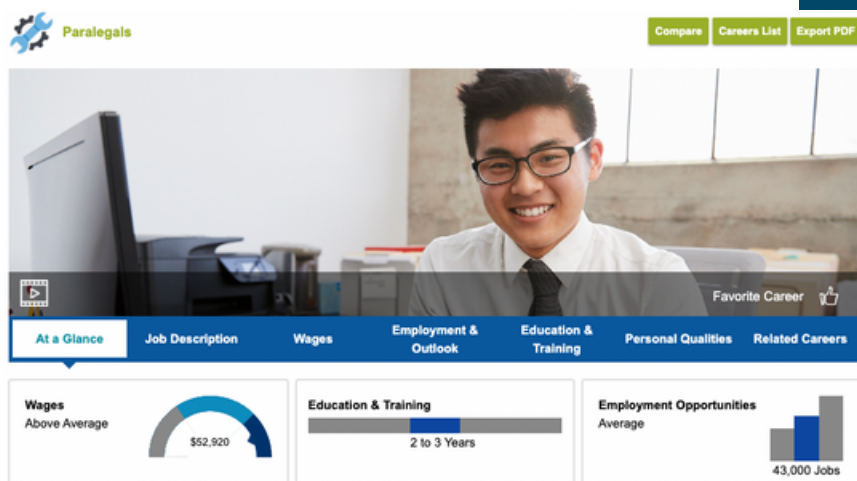 Paralegals
Compare
Careers List
Export PDF
Favorite Career
At a Glance
Job Description
Wages
Employment &
Outlook
Education &
Training
Personal Qualities
Related Careers
Wages
Above Average
$52,920
Education & Training
2 to 3 Years
Employment Opportunities
Average
43,000 Jobs